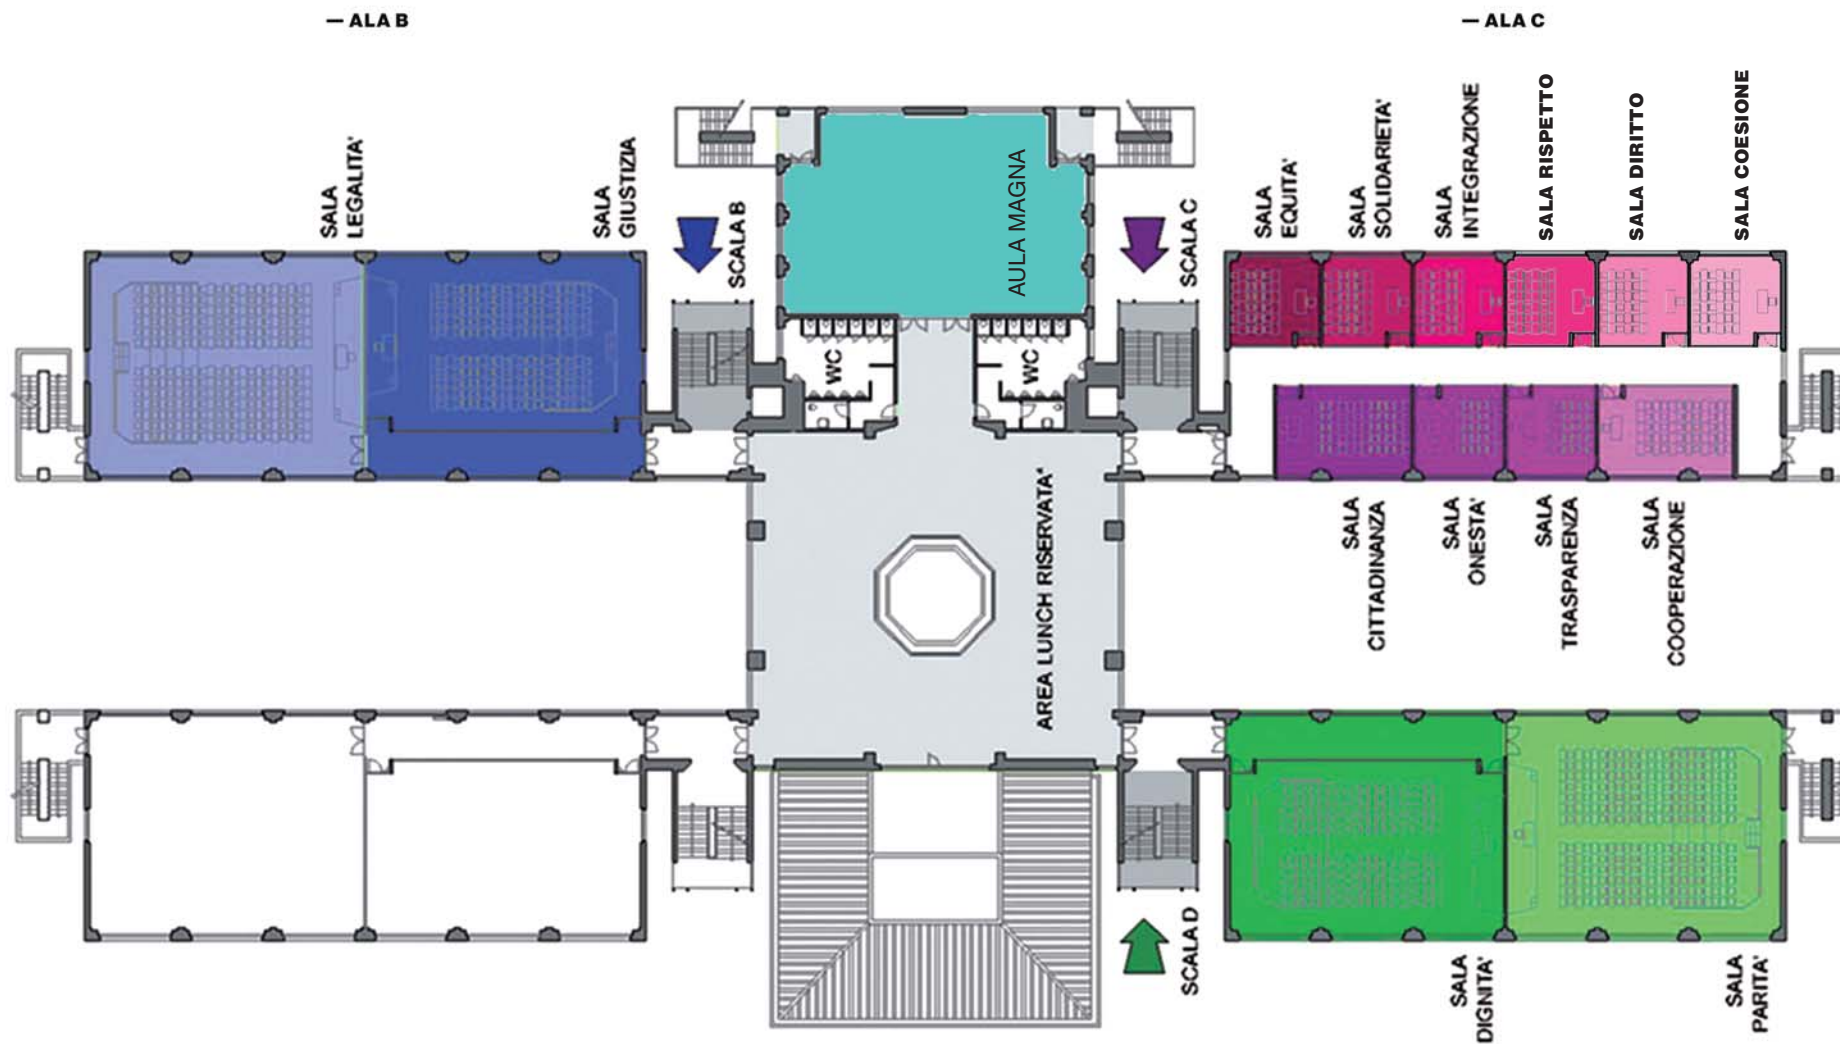 — ALA B
— ALA C
SALA
LEGALITA'
SALA
GIUSTIZIA
SCALA B
AULA MAGNA
SCALA C
SALA
EQUITA'
SALA
SOLIDARIETA'
SALA
INTEGRAZIONE
SALA RISPETTO
SALA DIRITTO
SALA COESIONE
WC
WC
AREA LUNCH RISERVATA*
SALA
CITTADINANZA
SALA
ONESTA'
SALA
TRASPARENZA
SALA
COOPERAZIONE
SCALA D
SALA
DIGNITA'
SALA
PARITA'